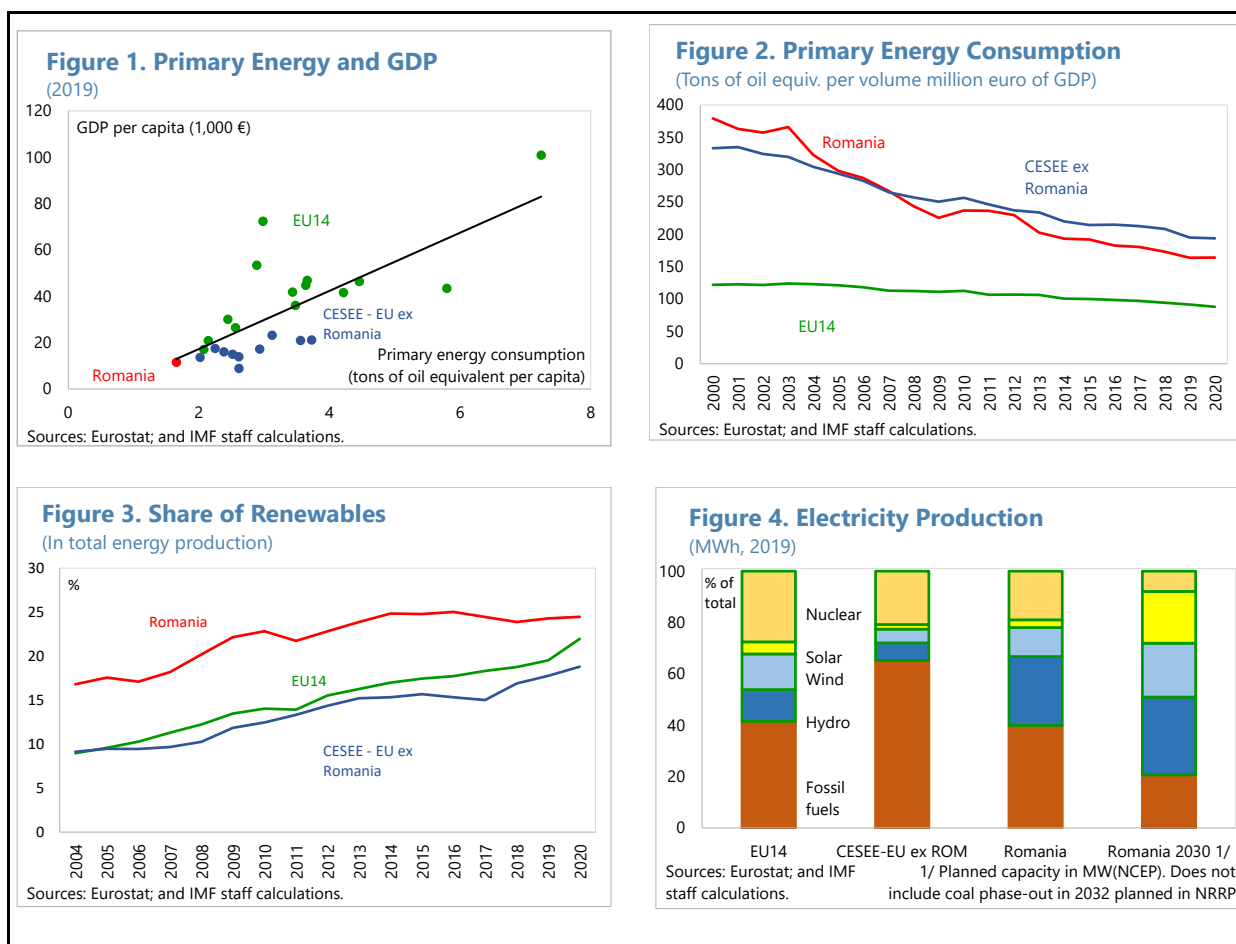 Figure 1. Primary Energy and GDP
(2019)
120
100
80
60
40
20
0
GDP per capita (1,000 €)
EU14
CESEE - EU ex
Romania
Primary energy consumption
(tons of oil equivalent per capita)
Romania
0 2 4 6 8
Sources: Eurostat; and IMF staff calculations.
Figure 2. Primary Energy Consumption
(Tons of oil equiv. per volume million euro of GDP)
400
350
300
250
200
150
100
50
0
Romania
CESEE ex
Romania
EU14
2000 2001 2002 2003 2004 2005 2006 2007 2008 2009 2010 2011 2012 2013 2014 2015 2016 2017 2018 2019 2020
Sources: Eurostat; and IMF staff calculations.
Figure 3. Share of Renewables
(In total energy production)
30
25
20
15
10
5
0
%
Romania
EU14
CESEE - EU ex
Romania
2004 2005 2006 2007 2008 2009 2010 2011 2012 2013 2014 2015 2016 2017 2018 2019 2020
Sources: Eurostat; and IMF staff calculations.
Figure 4. Electricity Production
(MWh, 2019)
100
80
60
40
20
0
% of
total
Nuclear
Solar
Wind
Hydro
Fossil
fuels
EU14 CESEE-EU ex ROM Romania Romania 2030 1/
Sources: Eurostat; and IMF
staff calculations.
1/ Planned capacity in MW(NCEP). Does not
include coal phase-out in 2032 planned in NRRP